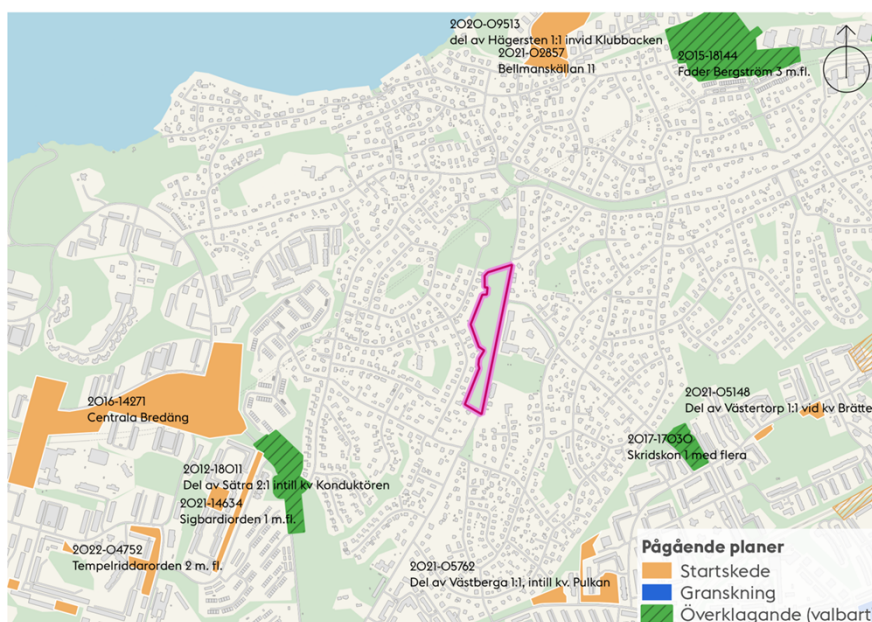 2020-09513
del av Hägersten 1:1 invid Klubbacken
2021-02857
Bellmanskällan 11
2015-18144
Fader Bergström 3 m.fl.
2016-14271
Centrala Bredäng
2021-05148
Del av Västertorp 1:1 vid kv Brätte
2017-17030
Skridskon 1 med flera
2012-18011
Del av Sätra 2:1 intill kv Konduktören
2021-14634
Sigbardiorden 1 m.fl.
2022-04752
Tempelriddarorden 2 m. fl.
2021-05762
Del av Västberga 1:1, intill kv. Pulkan
Pågående planer
Startskede
Granskning
Överklagande (valbart